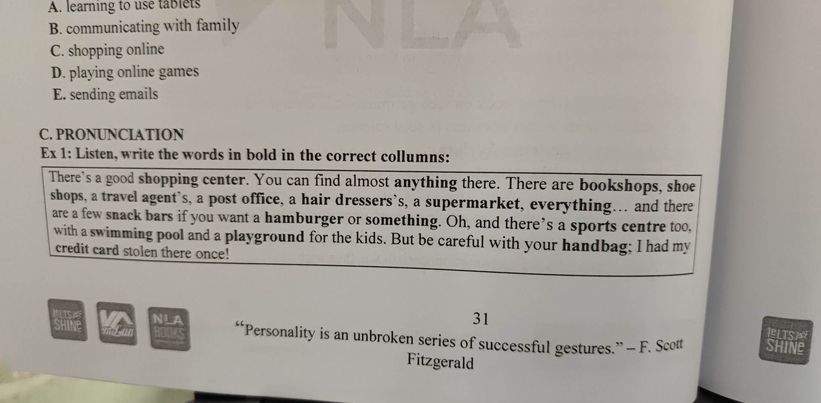 A. learning to use tablets
B. communicating with family
C. shopping online
D. playing online games
E. sending emails
NLA
C. PRONUNCIATION
Ex 1: Listen, write the words in bold in the correct collumns:
There's a good shopping center. You can find almost anything there. There are bookshops, shoe
shops, a travel agent's, a post office, a hair dressers's, a supermarket, everything… and there
are a few snack bars if you want a hamburger or something. Oh, and there's a sports centre too,
with a swimming pool and a playground for the kids. But be careful with your handbag; I had my
credit card stolen there once!
IELTS
SHINe
NLA
BOOKS
31
"Personality is an unbroken series of successful gestures." – F. Scott
Fitzgerald
IELTS
SHINe